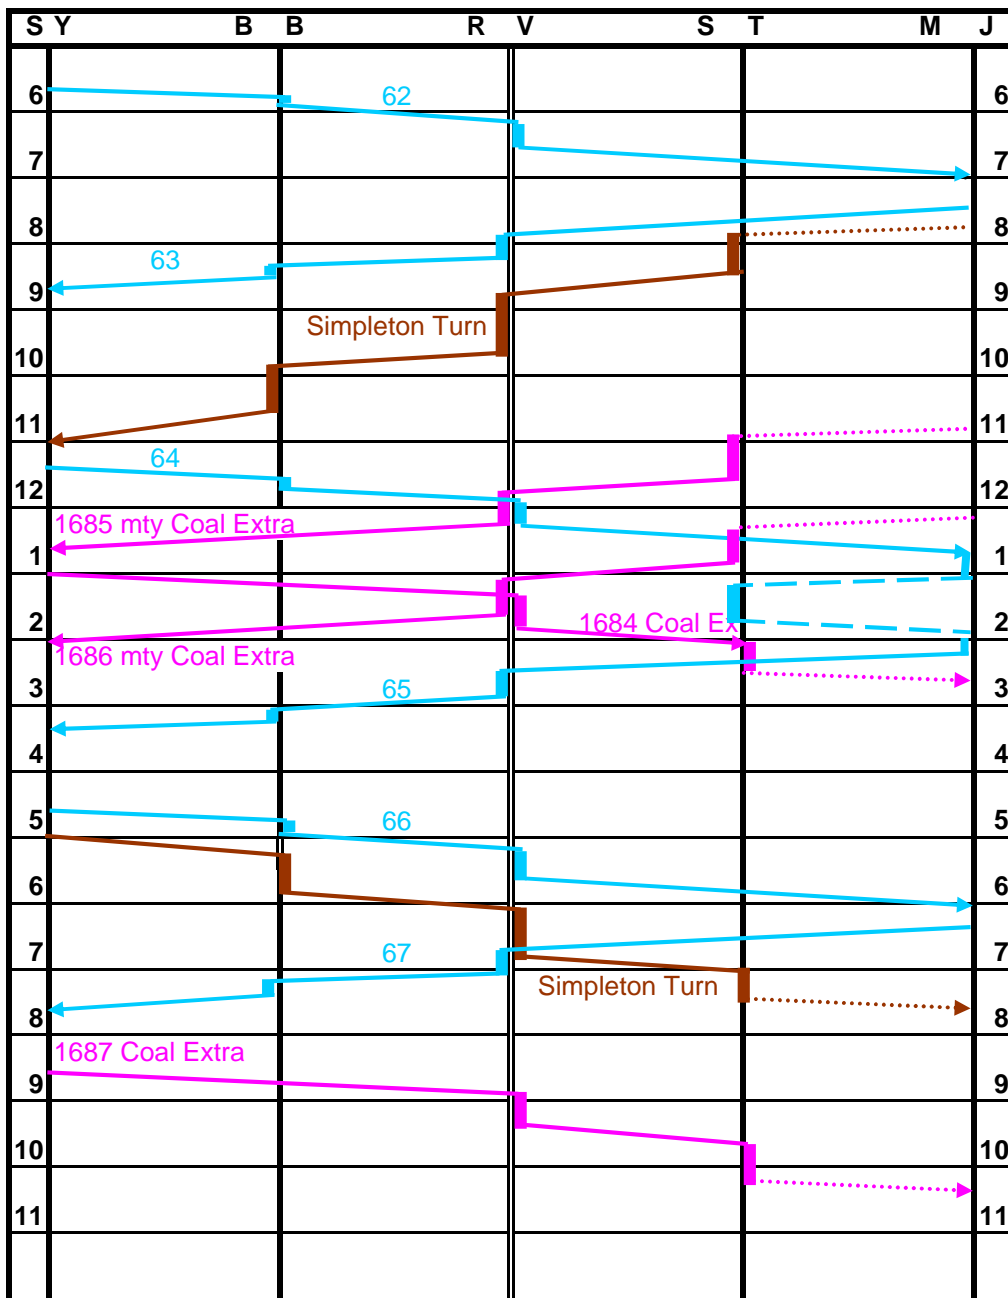 S Y B B R V S T M J
6 62 6
7 7
8 8
63
9 9
Simpleton Turn
10 10
11 11
64
12 12
1685 mty Coal Extra
1 1
2 1684 Coal Ex 2
1686 mty Coal Extra
3 65 3
4 4
5 66 5
6 6
7 67 7
Simpleton Turn
8 8
1687 Coal Extra
9 9
10 10
11 11